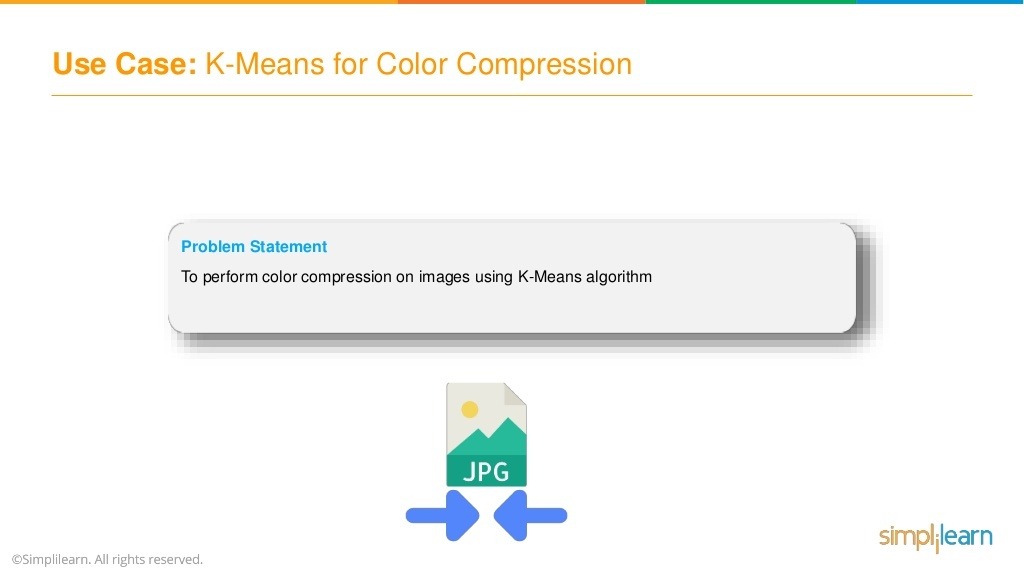 Use Case: K-Means for Color Compression
Problem Statement
To perform color compression on images using K-Means algorithm
JPG
simplilearn
©Simplilearn. All rights reserved.